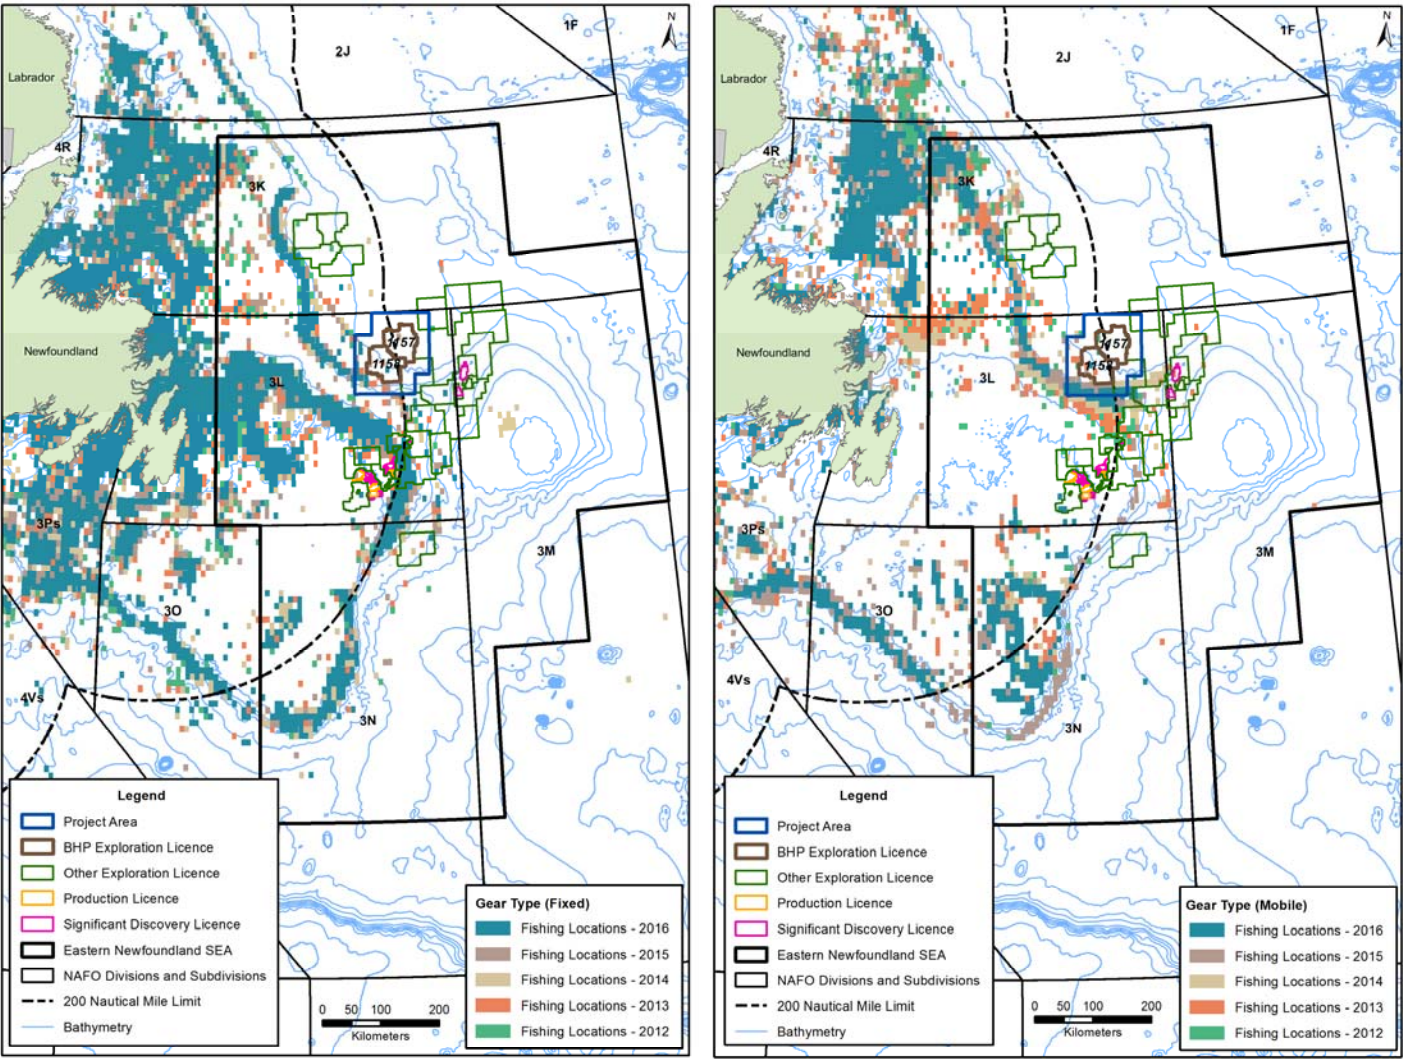 1F
N
2J
Labrador
4R
3K
1157
1158
Newfoundland
3L
3Ps
3M
3O
4Vs
3N
Legend
Project Area
BHP Exploration Licence
Other Exploration Licence
Production Licence
Significant Discovery Licence
Eastern Newfoundland SEA
NAFO Divisions and Subdivisions
200 Nautical Mile Limit
Bathymetry
0 50 100 200
Kilometers
Gear Type (Fixed)
Fishing Locations - 2016
Fishing Locations - 2015
Fishing Locations - 2014
Fishing Locations - 2013
Fishing Locations - 2012
1F
N
2J
Labrador
4R
3K
1157
1158
Newfoundland
3L
3Ps
3M
3O
4Vs
3N
Legend
Project Area
BHP Exploration Licence
Other Exploration Licence
Production Licence
Significant Discovery Licence
Eastern Newfoundland SEA
NAFO Divisions and Subdivisions
200 Nautical Mile Limit
Bathymetry
0 50 100 200
Kilometers
Gear Type (Mobile)
Fishing Locations - 2016
Fishing Locations - 2015
Fishing Locations - 2014
Fishing Locations - 2013
Fishing Locations - 2012